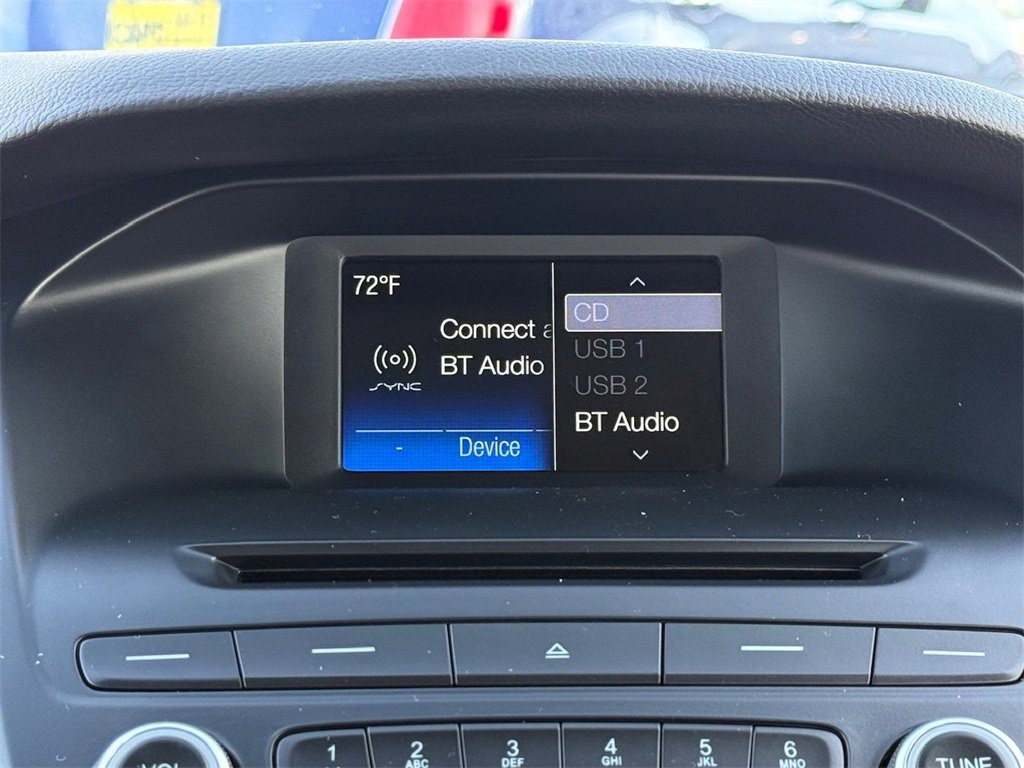 72°F
Connect
BT Audio
SYNC
- Device
CD
USB 1
USB 2
BT Audio
1
2 ABC
3 DEF
4 GHI
5 JKL
6 MNO
VOL
TUNE